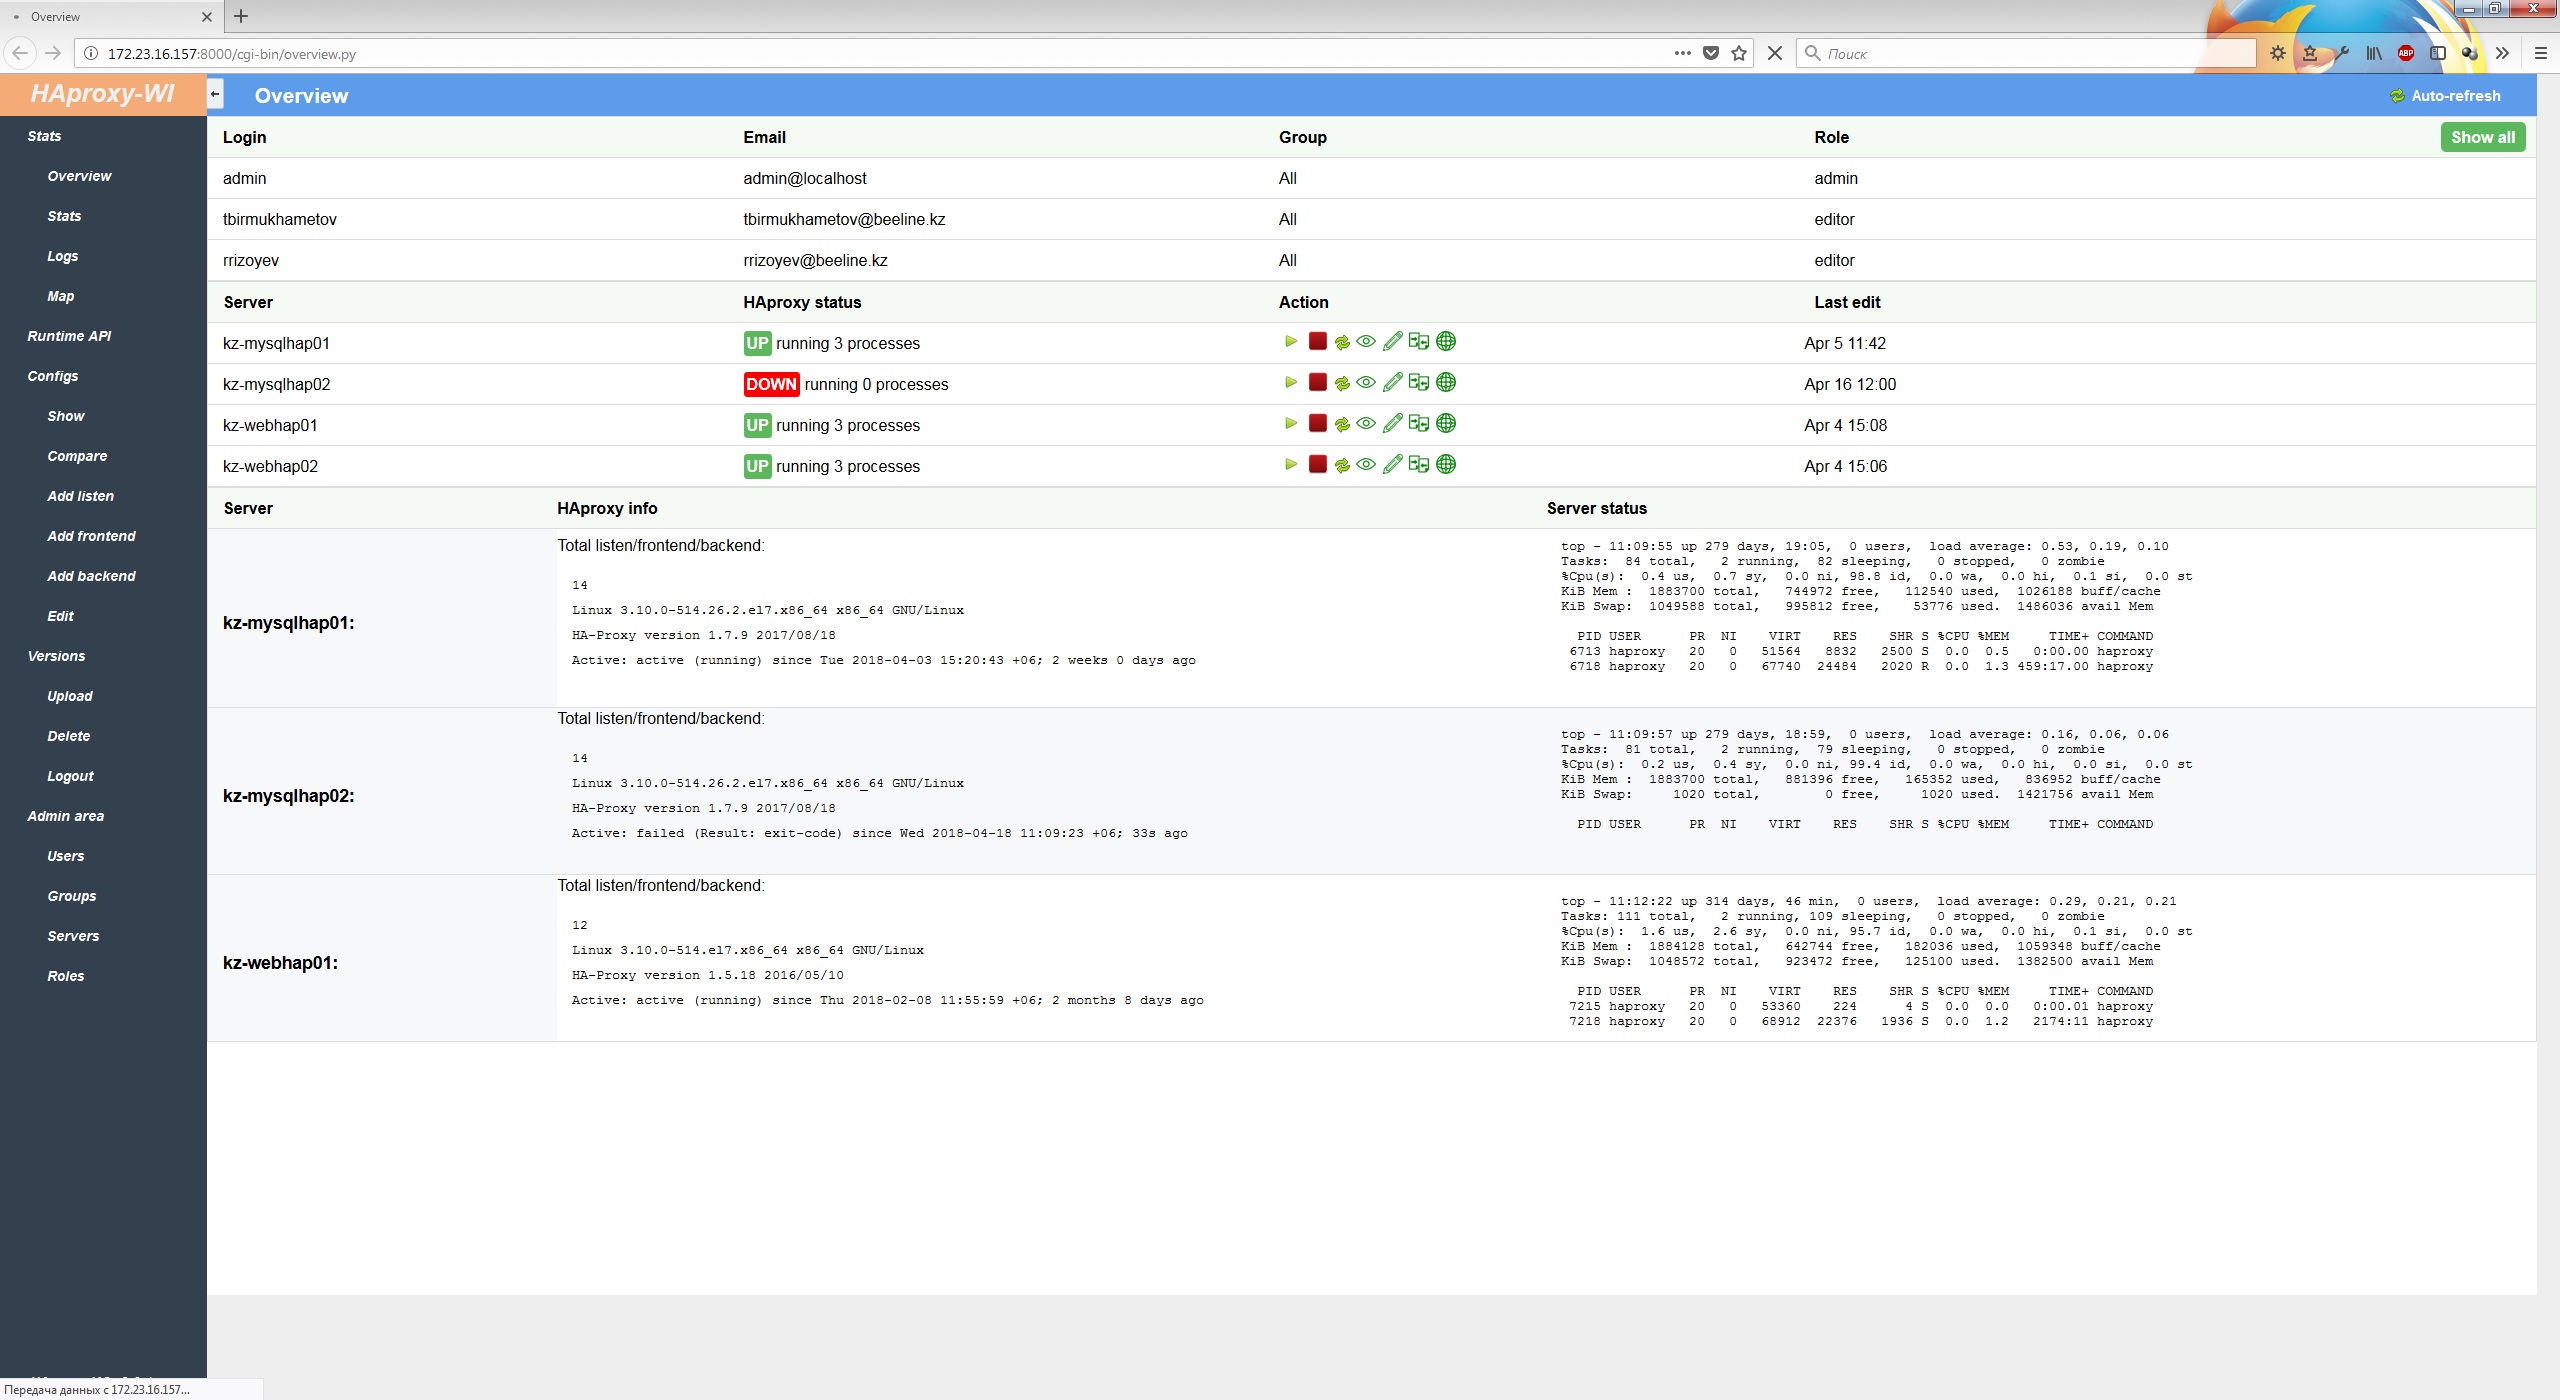 Overview
172.23.16.157:8000/cgi-bin/overview.py
Поиск
ABP
HAproxy-WI
Overview
Auto-refresh
Stats
Overview
Stats
Logs
Map
Runtime API
Configs
Show
Compare
Add listen
Add frontend
Add backend
Edit
Versions
Upload
Delete
Logout
Admin area
Users
Groups
Servers
Roles
Login Email Group Role Show all
admin admin@localhost All admin
tbirmukhametov tbirmukhametov@beeline.kz All editor
rrizoyev rrizoyev@beeline.kz All editor
Server HAproxy status Action Last edit
kz-mysqlhap01 UP running 3 processes Apr 5 11:42
kz-mysqlhap02 DOWN running 0 processes Apr 16 12:00
kz-webhap01 UP running 3 processes Apr 4 15:08
kz-webhap02 UP running 3 processes Apr 4 15:06
Server HAproxy info Server status
kz-mysqlhap01:
Total listen/frontend/backend:
14
Linux 3.10.0-514.26.2.el7.x86_64 x86_64 GNU/Linux
HA-Proxy version 1.7.9 2017/08/18
Active: active (running) since Tue 2018-04-03 15:20:43 +06; 2 weeks 0 days ago
top - 11:09:55 up 279 days, 19:05, 0 users, load average: 0.53, 0.19, 0.10
Tasks: 84 total, 2 running, 82 sleeping, 0 stopped, 0 zombie
%Cpu(s): 0.4 us, 0.7 sy, 0.0 ni, 98.8 id, 0.0 wa, 0.0 hi, 0.1 si, 0.0 st
KiB Mem : 1883700 total, 744972 free, 112540 used, 1026188 buff/cache
KiB Swap: 1049588 total, 995812 free, 53776 used. 1486036 avail Mem
PID USER PR NI VIRT RES SHR S %CPU %MEM TIME+ COMMAND
6713 haproxy 20 0 51564 8832 2500 S 0.0 0.5 0:00.00 haproxy
6718 haproxy 20 0 67740 24484 2020 R 0.0 1.3 459:17.00 haproxy
kz-mysqlhap02:
Total listen/frontend/backend:
14
Linux 3.10.0-514.26.2.el7.x86_64 x86_64 GNU/Linux
HA-Proxy version 1.7.9 2017/08/18
Active: failed (Result: exit-code) since Wed 2018-04-18 11:09:23 +06; 33s ago
top - 11:09:57 up 279 days, 18:59, 0 users, load average: 0.16, 0.06, 0.06
Tasks: 81 total, 2 running, 79 sleeping, 0 stopped, 0 zombie
%Cpu(s): 0.2 us, 0.4 sy, 0.0 ni, 99.4 id, 0.0 wa, 0.0 hi, 0.0 si, 0.0 st
KiB Mem : 1883700 total, 881396 free, 165352 used, 836952 buff/cache
KiB Swap: 1020 total, 0 free, 1020 used. 1421756 avail Mem
PID USER PR NI VIRT RES SHR S %CPU %MEM TIME+ COMMAND
kz-webhap01:
Total listen/frontend/backend:
12
Linux 3.10.0-514.el7.x86_64 x86_64 GNU/Linux
HA-Proxy version 1.5.18 2016/05/10
Active: active (running) since Thu 2018-02-08 11:55:59 +06; 2 months 8 days ago
top - 11:12:22 up 314 days, 46 min, 0 users, load average: 0.29, 0.21, 0.21
Tasks: 111 total, 2 running, 109 sleeping, 0 stopped, 0 zombie
%Cpu(s): 1.6 us, 2.6 sy, 0.0 ni, 95.7 id, 0.0 wa, 0.0 hi, 0.1 si, 0.0 st
KiB Mem : 1884128 total, 642744 free, 182036 used, 1059348 buff/cache
KiB Swap: 1048572 total, 923472 free, 125100 used. 1382500 avail Mem
PID USER PR NI VIRT RES SHR S %CPU %MEM TIME+ COMMAND
7215 haproxy 20 0 53360 224 4 S 0.0 0.0 0:00.01 haproxy
7218 haproxy 20 0 68912 22376 1936 S 0.0 1.2 2174:11 haproxy
Передача данных с 172.23.16.157...